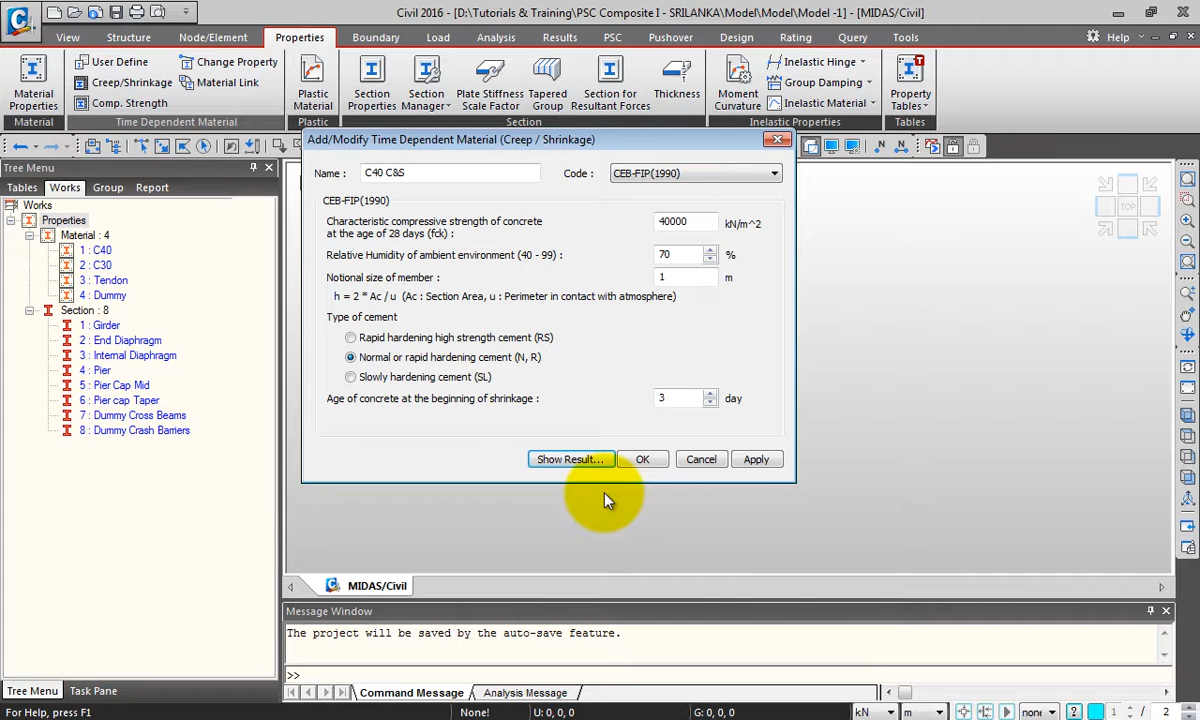 Civil 2016 - [D:\Tutorials & Training\PSC Composite I - SRILANKA\Model\Model\Model -1] - [MIDAS/Civil]
View Structure Node/Element Properties Boundary Load Analysis Results PSC Pushover Design Rating Query Tools Help
Material Properties
User Define
Creep/Shrinkage
Comp. Strength
Change Property
Material Link
Plastic Material
Section Properties
Section Manager
Plate Stiffness Scale Factor
Tapered Group
Section for Resultant Forces
Thickness
Moment Curvature
Inelastic Hinge
Group Damping
Inelastic Material
Property Tables
Material Time Dependent Material Section Inelastic Properties Tables
Tree Menu
Tables Works Group Report
Works
Properties
Material : 4
1 : C40
2 : C30
3 : Tendon
4 : Dummy
Section : 8
1 : Girder
2 : End Diaphragm
3 : Internal Diaphragm
4 : Pier
5 : Pier Cap Mid
6 : Pier cap Taper
7 : Dummy Cross Beams
8 : Dummy Crash Barriers
Tree Menu Task Pane
Add/Modify Time Dependent Material (Creep / Shrinkage)
Name : C40 C&S Code : CEB-FIP(1990)
CEB-FIP(1990)
Characteristic compressive strength of concrete
at the age of 28 days (fck) : 40000 kN/m^2
Relative Humidity of ambient environment (40 - 99) : 70 %
Notional size of member : 1 m
h = 2 * Ac / u (Ac : Section Area, u : Perimeter in contact with atmosphere)
Type of cement
Rapid hardening high strength cement (RS)
Normal or rapid hardening cement (N, R)
Slowly hardening cement (SL)
Age of concrete at the beginning of shrinkage : 3 day
Show Result... OK Cancel Apply
TOP
MIDAS/Civil
Message Window
The project will be saved by the auto-save feature.
>>
Command Message Analysis Message
For Help, press F1 None! U: 0, 0, 0 G: 0, 0, 0 kN m none 1 / 2